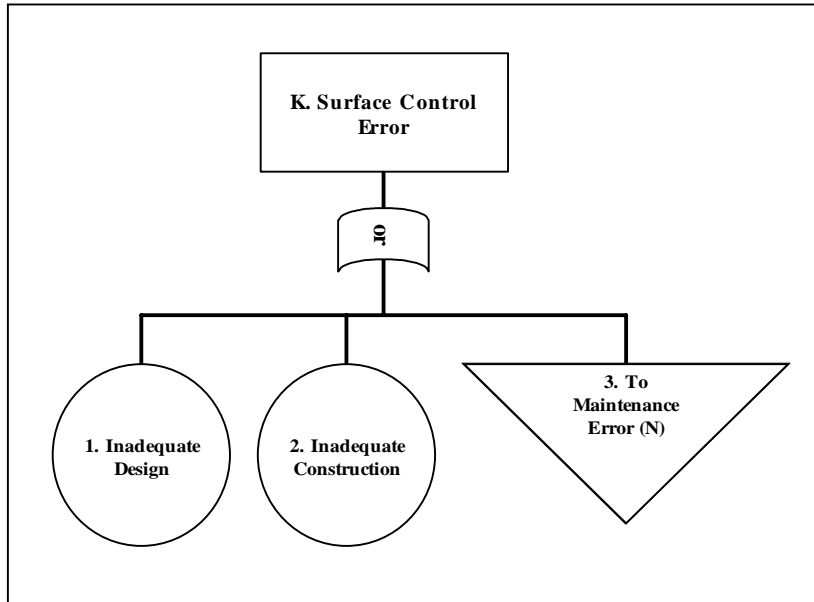 K. Surface Control
Error
or
1. Inadequate
Design
2. Inadequate
Construction
3. To
Maintenance
Error (N)